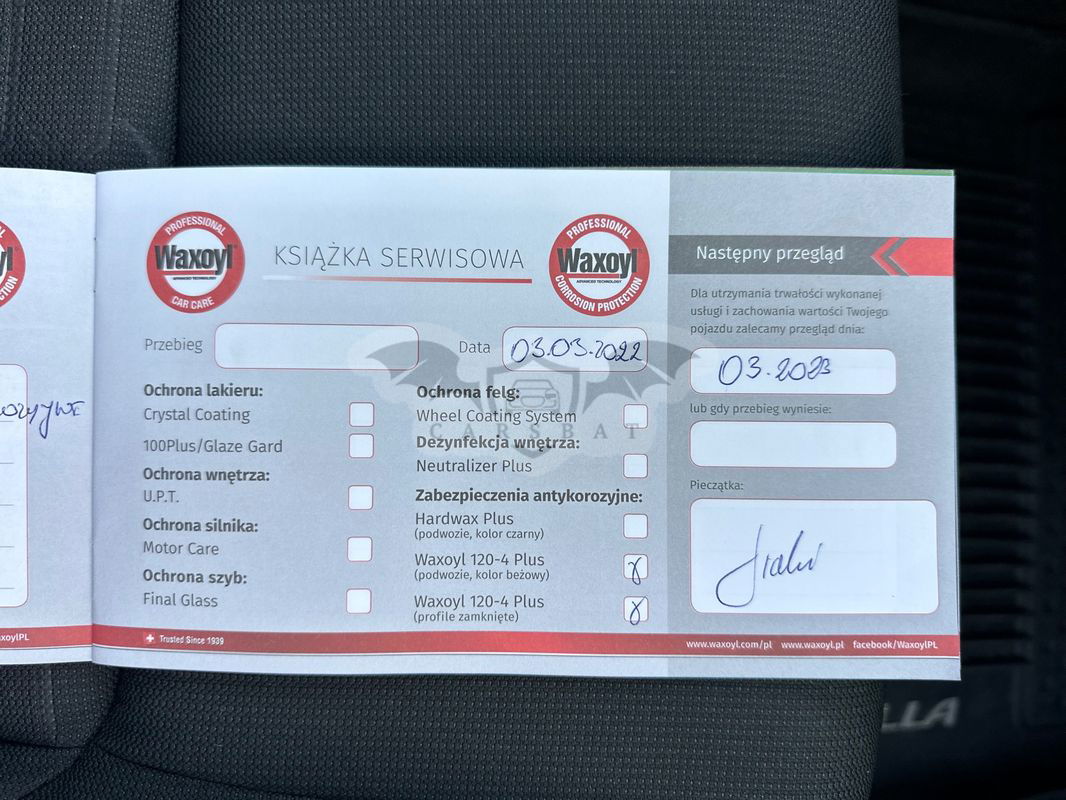 PROFESSIONAL
Waxoyl
ADVANCED TECHNOLOGY
CAR CARE
KSIĄŻKA SERWISOWA
PROFESSIONAL
Waxoyl
ADVANCED TECHNOLOGY
CORROSION PROTECTION
Przebieg
Data 03.03.2022
Ochrona lakieru:
Crystal Coating
100Plus/Glaze Gard
Ochrona wnętrza:
U.P.T.
Ochrona silnika:
Motor Care
Ochrona szyb:
Final Glass
Ochrona felg:
Wheel Coating System
CARSBAT
Dezynfekcja wnętrza:
Neutralizer Plus
Zabezpieczenia antykorozyjne:
Hardwax Plus
(podwozie, kolor czarny)
Waxoyl 120-4 Plus
(podwozie, kolor beżowy)
Waxoyl 120-4 Plus
(profile zamknięte)
Następny przegląd
Dla utrzymania trwałości wykonanej
usługi i zachowania wartości Twojego
pojazdu zalecamy przegląd dnia:
03.2023
lub gdy przebieg wyniesie:
Pieczątka:
Trusted Since 1939
www.waxoyl.com/pl www.waxoyl.pl facebook/WaxoylPL